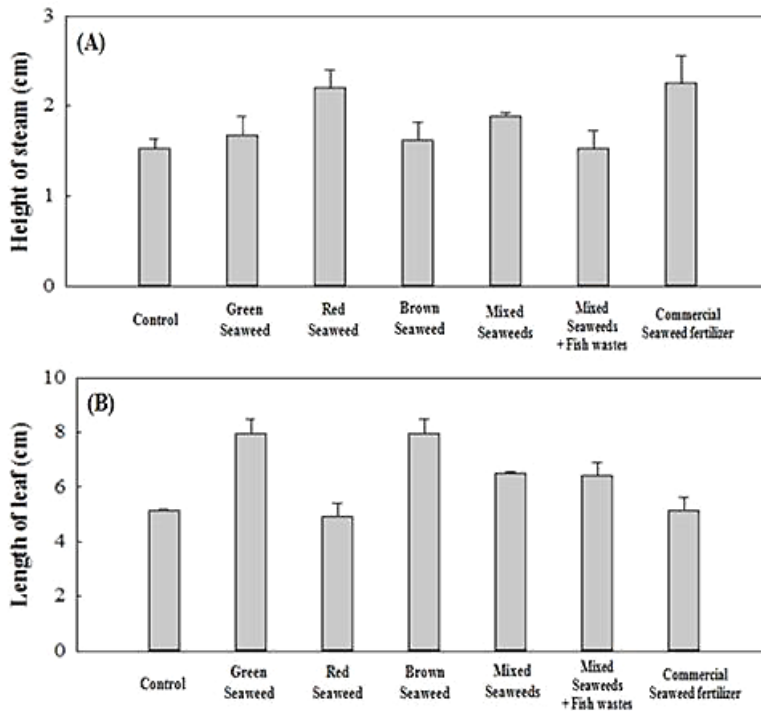 3
(A)
2
1
0
Height of steam (cm)
Control
Green
Seaweed
Red
Seaweed
Brown
Seaweed
Mixed
Seaweeds
Mixed
Seaweeds
+ Fish wastes
Commercial
Seaweed fertilizer
10
(B)
8
6
4
2
0
Length of leaf (cm)
Control
Green
Seaweed
Red
Seaweed
Brown
Seaweed
Mixed
Seaweeds
Mixed
Seaweeds
+ Fish wastes
Commercial
Seaweed fertilizer